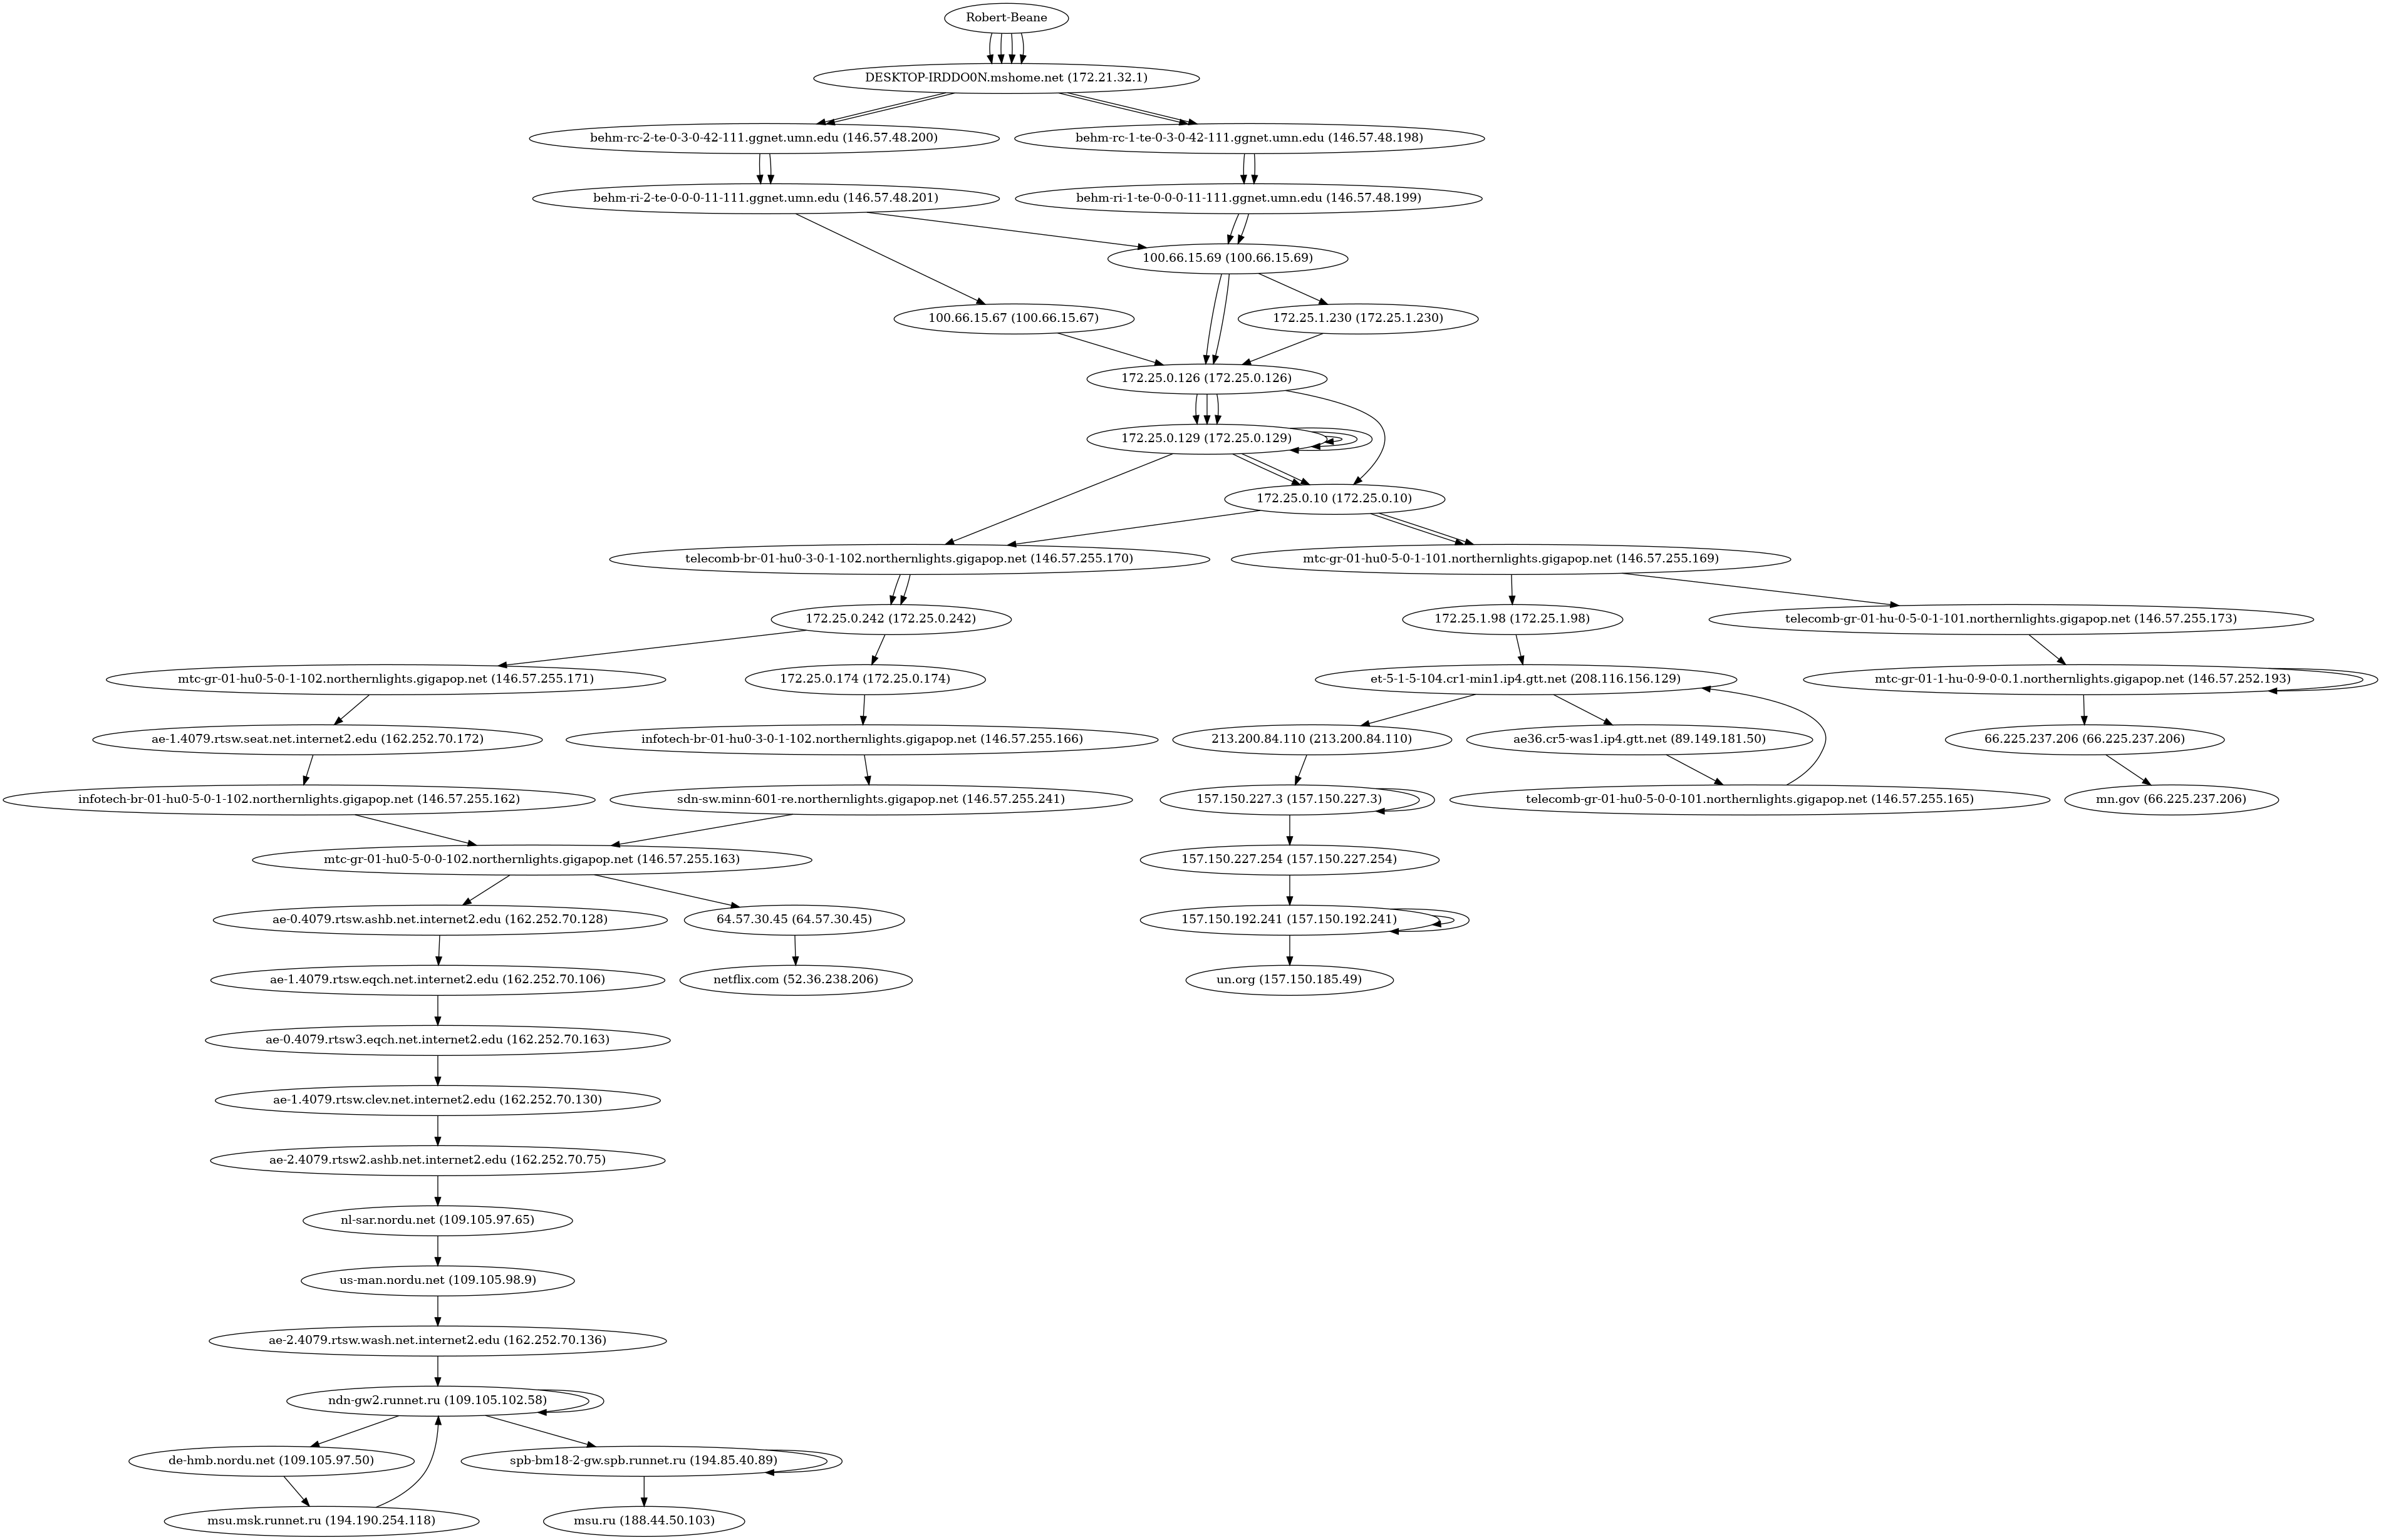 Robert-Beane
DESKTOP-IRDDO0N.mshome.net (172.21.32.1)
behm-rc-2-te-0-3-0-42-111.ggnet.umn.edu (146.57.48.200)
behm-rc-1-te-0-3-0-42-111.ggnet.umn.edu (146.57.48.198)
behm-ri-2-te-0-0-0-11-111.ggnet.umn.edu (146.57.48.201)
behm-ri-1-te-0-0-0-11-111.ggnet.umn.edu (146.57.48.199)
100.66.15.69 (100.66.15.69)
100.66.15.67 (100.66.15.67)
172.25.1.230 (172.25.1.230)
172.25.0.126 (172.25.0.126)
172.25.0.129 (172.25.0.129)
172.25.0.10 (172.25.0.10)
telecomb-br-01-hu0-3-0-1-102.northernlights.gigapop.net (146.57.255.170)
mtc-gr-01-hu0-5-0-1-101.northernlights.gigapop.net (146.57.255.169)
172.25.0.242 (172.25.0.242)
172.25.1.98 (172.25.1.98)
telecomb-gr-01-hu-0-5-0-1-101.northernlights.gigapop.net (146.57.255.173)
mtc-gr-01-hu0-5-0-1-102.northernlights.gigapop.net (146.57.255.171)
172.25.0.174 (172.25.0.174)
et-5-1-5-104.cr1-min1.ip4.gtt.net (208.116.156.129)
mtc-gr-01-1-hu-0-9-0-0.1.northernlights.gigapop.net (146.57.252.193)
ae-1.4079.rtsw.seat.net.internet2.edu (162.252.70.172)
infotech-br-01-hu0-3-0-1-102.northernlights.gigapop.net (146.57.255.166)
213.200.84.110 (213.200.84.110)
ae36.cr5-was1.ip4.gtt.net (89.149.181.50)
66.225.237.206 (66.225.237.206)
infotech-br-01-hu0-5-0-1-102.northernlights.gigapop.net (146.57.255.162)
sdn-sw.minn-601-re.northernlights.gigapop.net (146.57.255.241)
157.150.227.3 (157.150.227.3)
telecomb-gr-01-hu0-5-0-0-101.northernlights.gigapop.net (146.57.255.165)
mn.gov (66.225.237.206)
mtc-gr-01-hu0-5-0-0-102.northernlights.gigapop.net (146.57.255.163)
157.150.227.254 (157.150.227.254)
ae-0.4079.rtsw.ashb.net.internet2.edu (162.252.70.128)
64.57.30.45 (64.57.30.45)
157.150.192.241 (157.150.192.241)
ae-1.4079.rtsw.eqch.net.internet2.edu (162.252.70.106)
netflix.com (52.36.238.206)
un.org (157.150.185.49)
ae-0.4079.rtsw3.eqch.net.internet2.edu (162.252.70.163)
ae-1.4079.rtsw.clev.net.internet2.edu (162.252.70.130)
ae-2.4079.rtsw2.ashb.net.internet2.edu (162.252.70.75)
nl-sar.nordu.net (109.105.97.65)
us-man.nordu.net (109.105.98.9)
ae-2.4079.rtsw.wash.net.internet2.edu (162.252.70.136)
ndn-gw2.runnet.ru (109.105.102.58)
de-hmb.nordu.net (109.105.97.50)
spb-bm18-2-gw.spb.runnet.ru (194.85.40.89)
msu.msk.runnet.ru (194.190.254.118)
msu.ru (188.44.50.103)